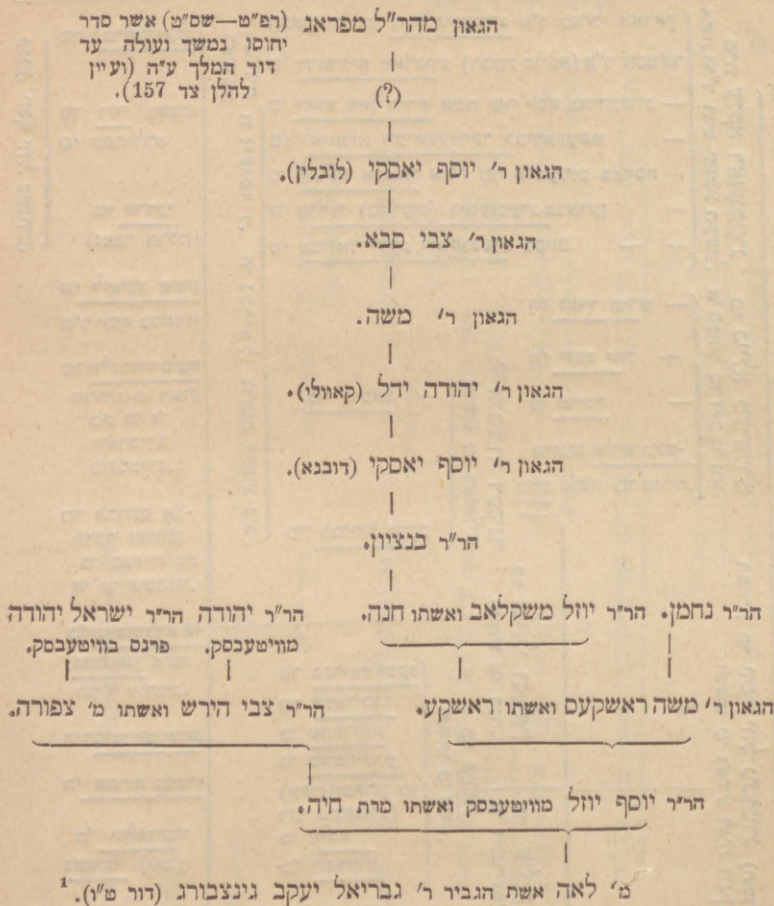 הגאון מהר"ל מפראג (רפ"ט—שס"ט) אשר סדר
יחוסו נמשך ועולה עד
דוד המלך ע"ה (ועיין
להלן צד 157).
(?)
הגאון ר' יוסף יאסקי (לובלין).
הגאון ר' צבי סבא.
הגאון ר' משה.
הגאון ר' יהודה ידל (קאוולי).
הגאון ר' יוסף יאסקי (דובנא).
הר"ר בנציון.
הר"ר נחמן. הר"ר יוזל משקלאב ואשתו חנה. הר"ר יהודה הר"ר ישראל יהודה
מוויטעבסק. פרנס בוויטעבסק.
הגאון ר' משה ראשקעס ואשתו ראשקע. הר"ר צבי הירש ואשתו מ' צפורה.
הר"ר יוסף יוזל מוויטעבסק ואשתו מרת חיה.
מ' לאה אשת הגביר ר' גבריאל יעקב גינצבורג (דור ט"ו). 1